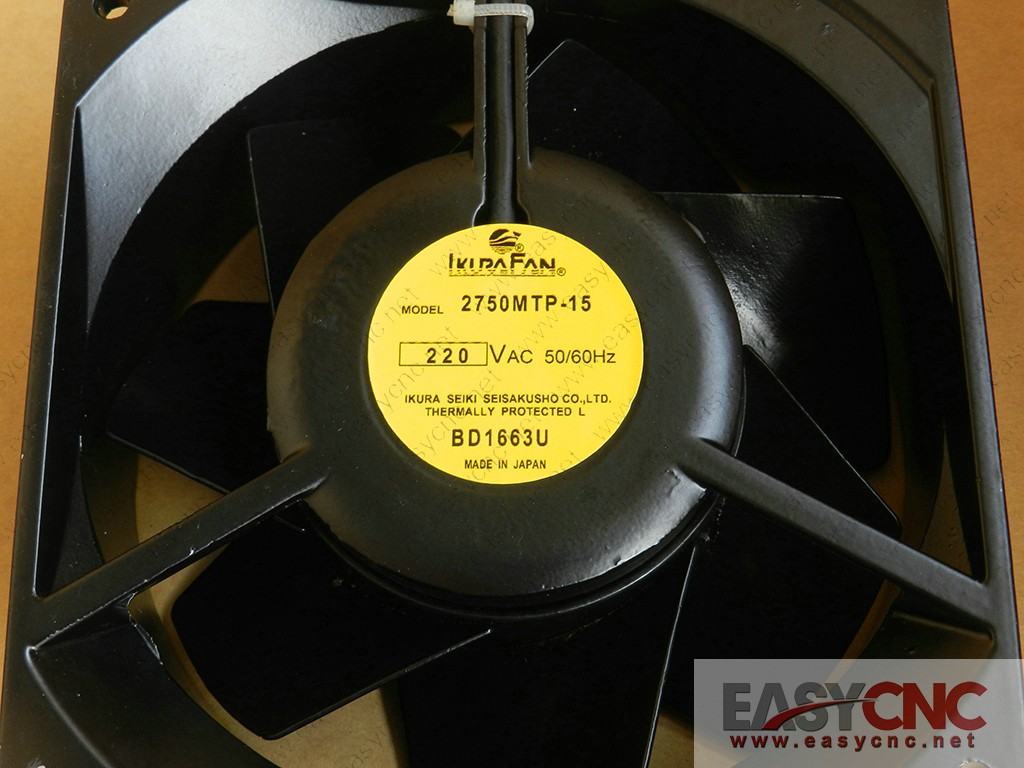 IKURAFAN®
MODEL 2750MTP-15
220 VAC 50/60Hz
IKURA SEIKI SEISAKUSHO CO.,LTD.
THERMALLY PROTECTED L
BD1663U
MADE IN JAPAN
EASYCNC
www.easycnc.net